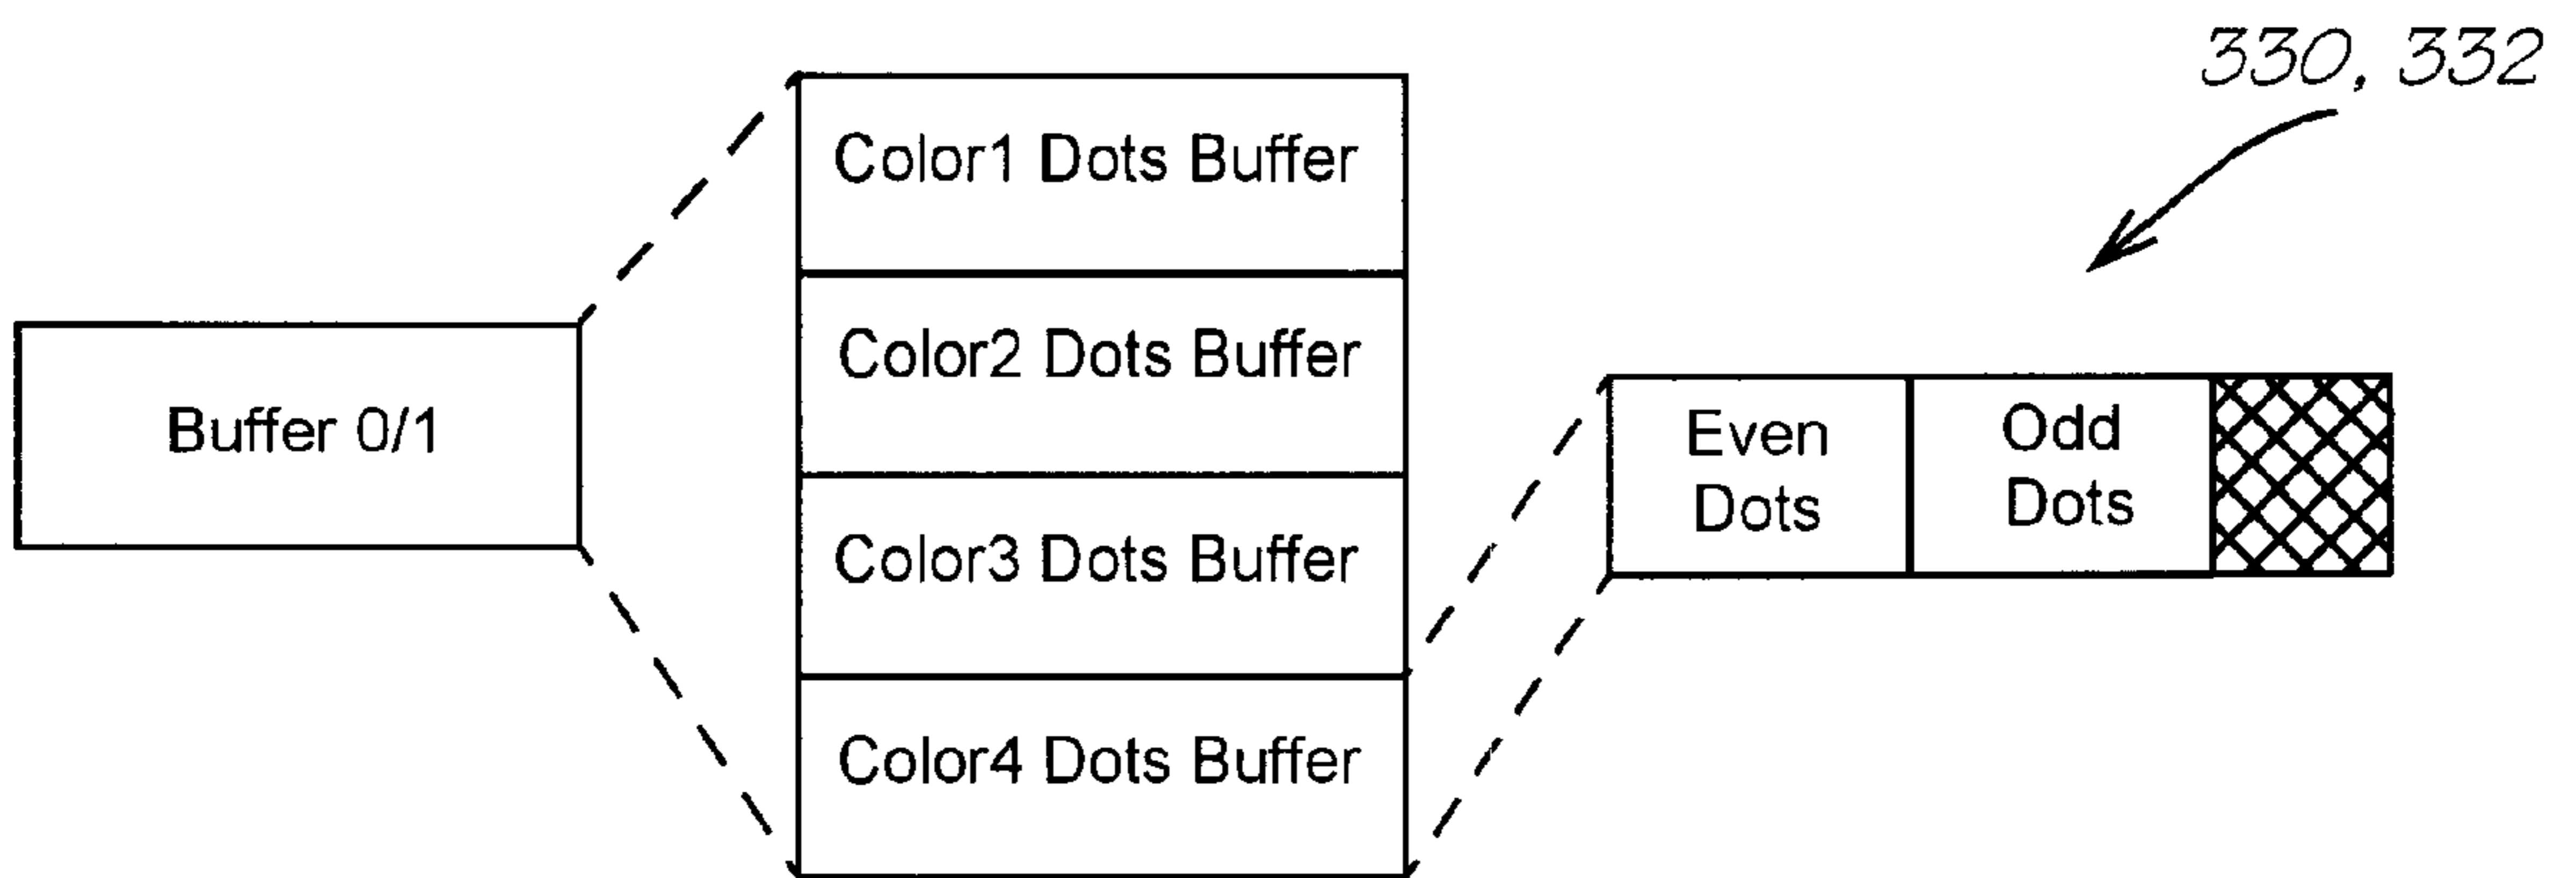 330, 332
Color1 Dots Buffer
Color2 Dots Buffer
Buffer 0/1
Even
Dots
Odd
Dots
Color3 Dots Buffer
Color4 Dots Buffer